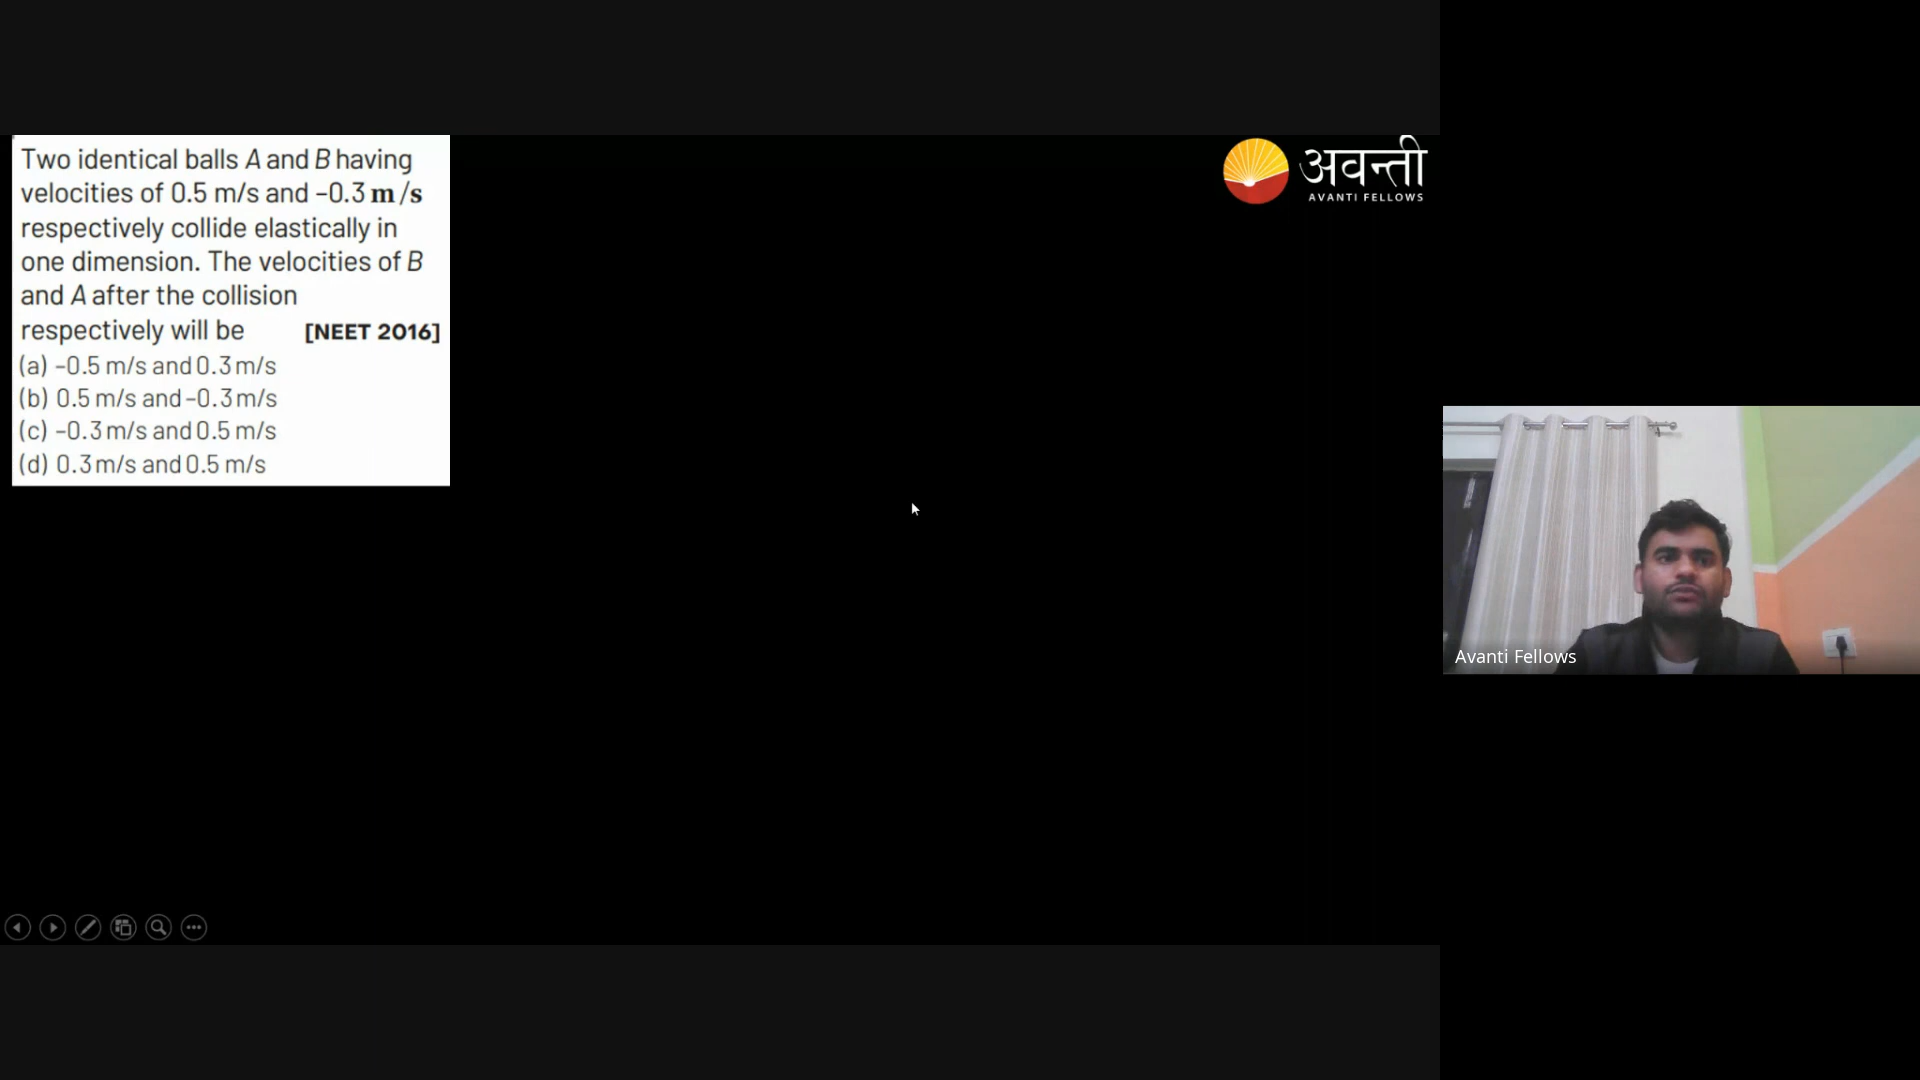 Two identical balls A and B having
velocities of 0.5 m/s and –0.3 m/s
respectively collide elastically in
one dimension. The velocities of B
and A after the collision
respectively will be [NEET 2016]
(a) –0.5 m/s and 0.3 m/s
(b) 0.5 m/s and –0.3 m/s
(c) –0.3 m/s and 0.5 m/s
(d) 0.3 m/s and 0.5 m/s
अवन्ती
AVANTI FELLOWS
Avanti Fellows